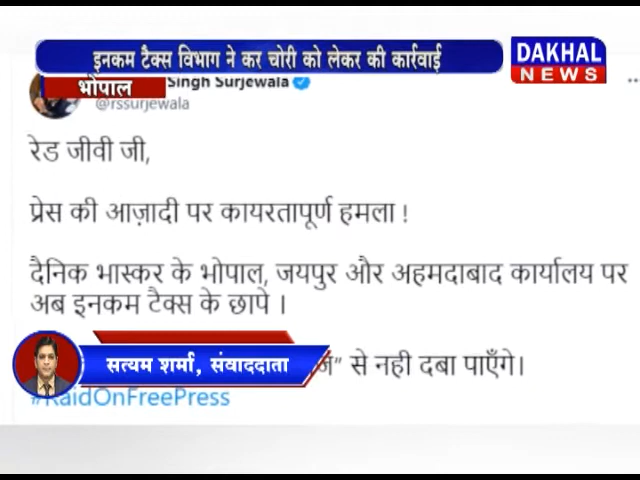 इनकम टैक्स विभाग ने कर चोरी को लेकर की कार्रवाई
DAKHAL
NEWS
भोपाल
Singh Surjewala
@rssurjewala
रेड जीवी जी,
प्रेस की आज़ादी पर कायरतापूर्ण हमला !
दैनिक भास्कर के भोपाल, जयपुर और अहमदाबाद कार्यालय पर
अब इनकम टैक्स के छापे ।
सत्यम शर्मा, संवाददाता
” से नही दबा पाएँगे।
#RaidOnFreePress